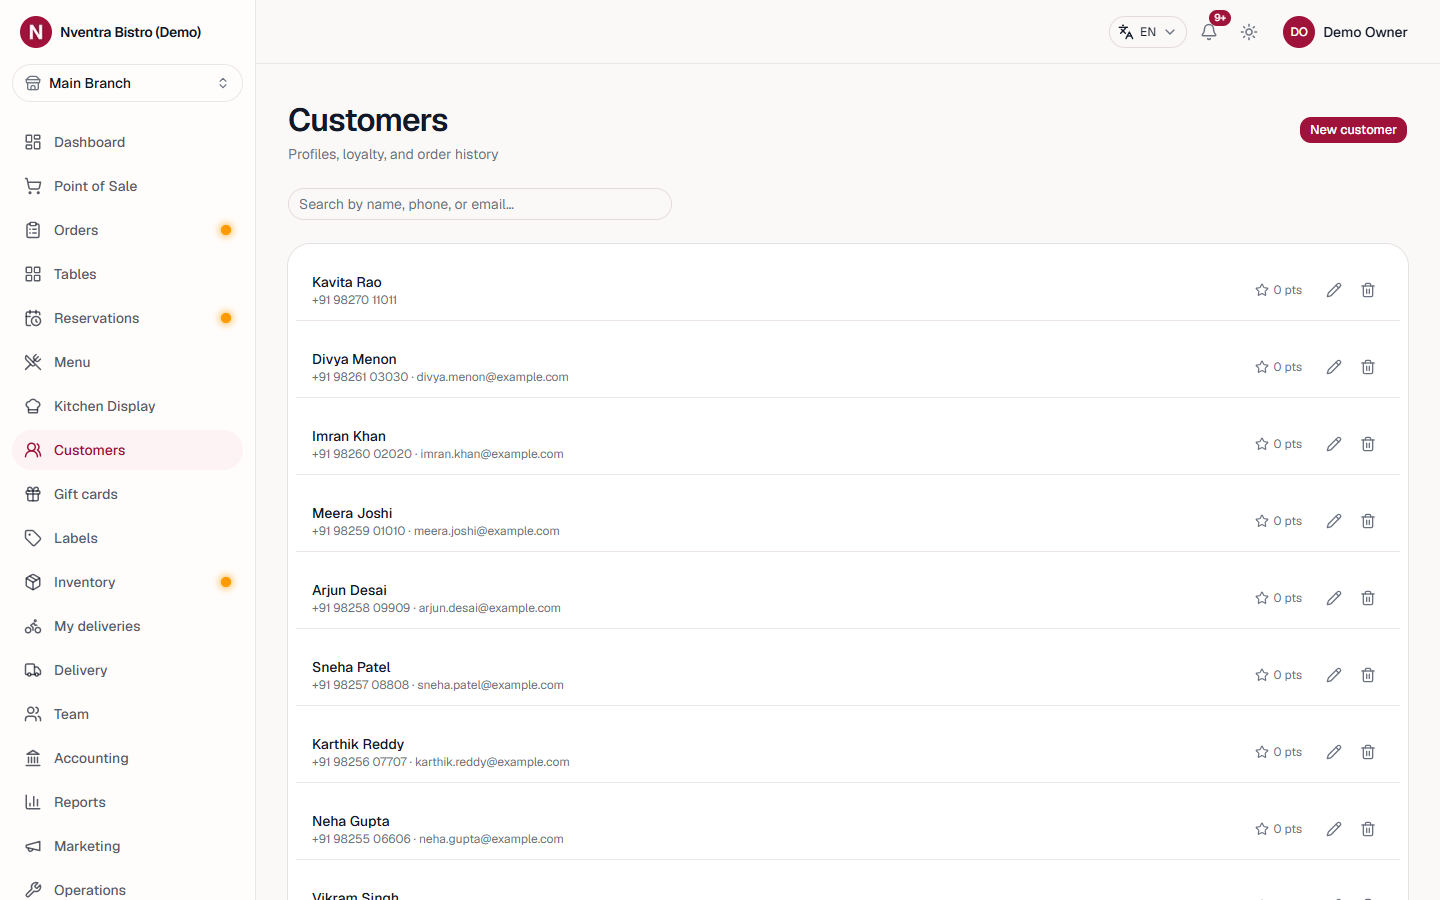 N Nventra Bistro (Demo)
Main Branch
Dashboard
Point of Sale
Orders
Tables
Reservations
Menu
Kitchen Display
Customers
Gift cards
Labels
Inventory
My deliveries
Delivery
Team
Accounting
Reports
Marketing
Operations
EN
9+
DO Demo Owner
Customers
Profiles, loyalty, and order history
New customer
Search by name, phone, or email...
Kavita Rao
+91 98270 11011
0 pts
Divya Menon
+91 98261 03030 · divya.menon@example.com
0 pts
Imran Khan
+91 98260 02020 · imran.khan@example.com
0 pts
Meera Joshi
+91 98259 01010 · meera.joshi@example.com
0 pts
Arjun Desai
+91 98258 09909 · arjun.desai@example.com
0 pts
Sneha Patel
+91 98257 08808 · sneha.patel@example.com
0 pts
Karthik Reddy
+91 98256 07707 · karthik.reddy@example.com
0 pts
Neha Gupta
+91 98255 06606 · neha.gupta@example.com
0 pts
Vikram Singh